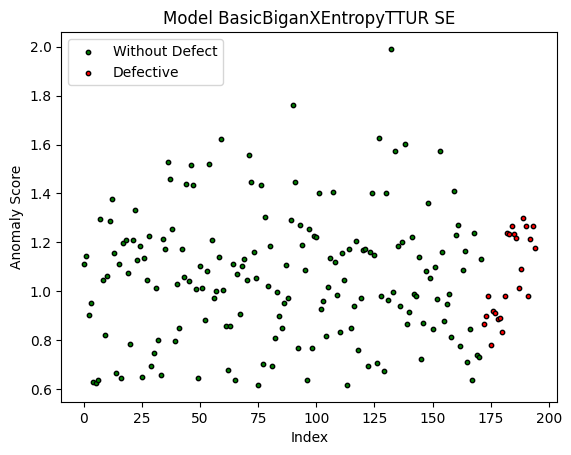 Model BasicBiganXEntropyTTUR SE
Without Defect
Defective
Anomaly Score
2.0
1.8
1.6
1.4
1.2
1.0
0.8
0.6
0 25 50 75 100 125 150 175 200
Index